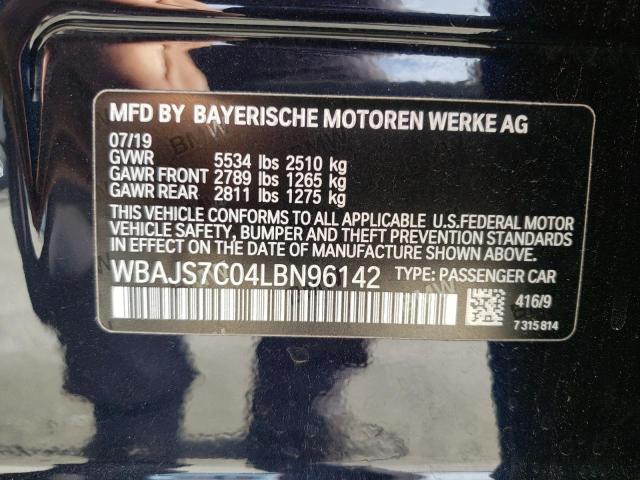 MFD BY BAYERISCHE MOTOREN WERKE AG
07/19
GVWR 5534 lbs 2510 kg
GAWR FRONT 2789 lbs 1265 kg
GAWR REAR 2811 lbs 1275 kg
THIS VEHICLE CONFORMS TO ALL APPLICABLE U.S.FEDERAL MOTOR
VEHICLE SAFETY, BUMPER AND THEFT PREVENTION STANDARDS
IN EFFECT ON THE DATE OF MANUFACTURE SHOWN ABOVE.
WBAJS7C04LBN96142 TYPE: PASSENGER CAR
416/9
7 315 814